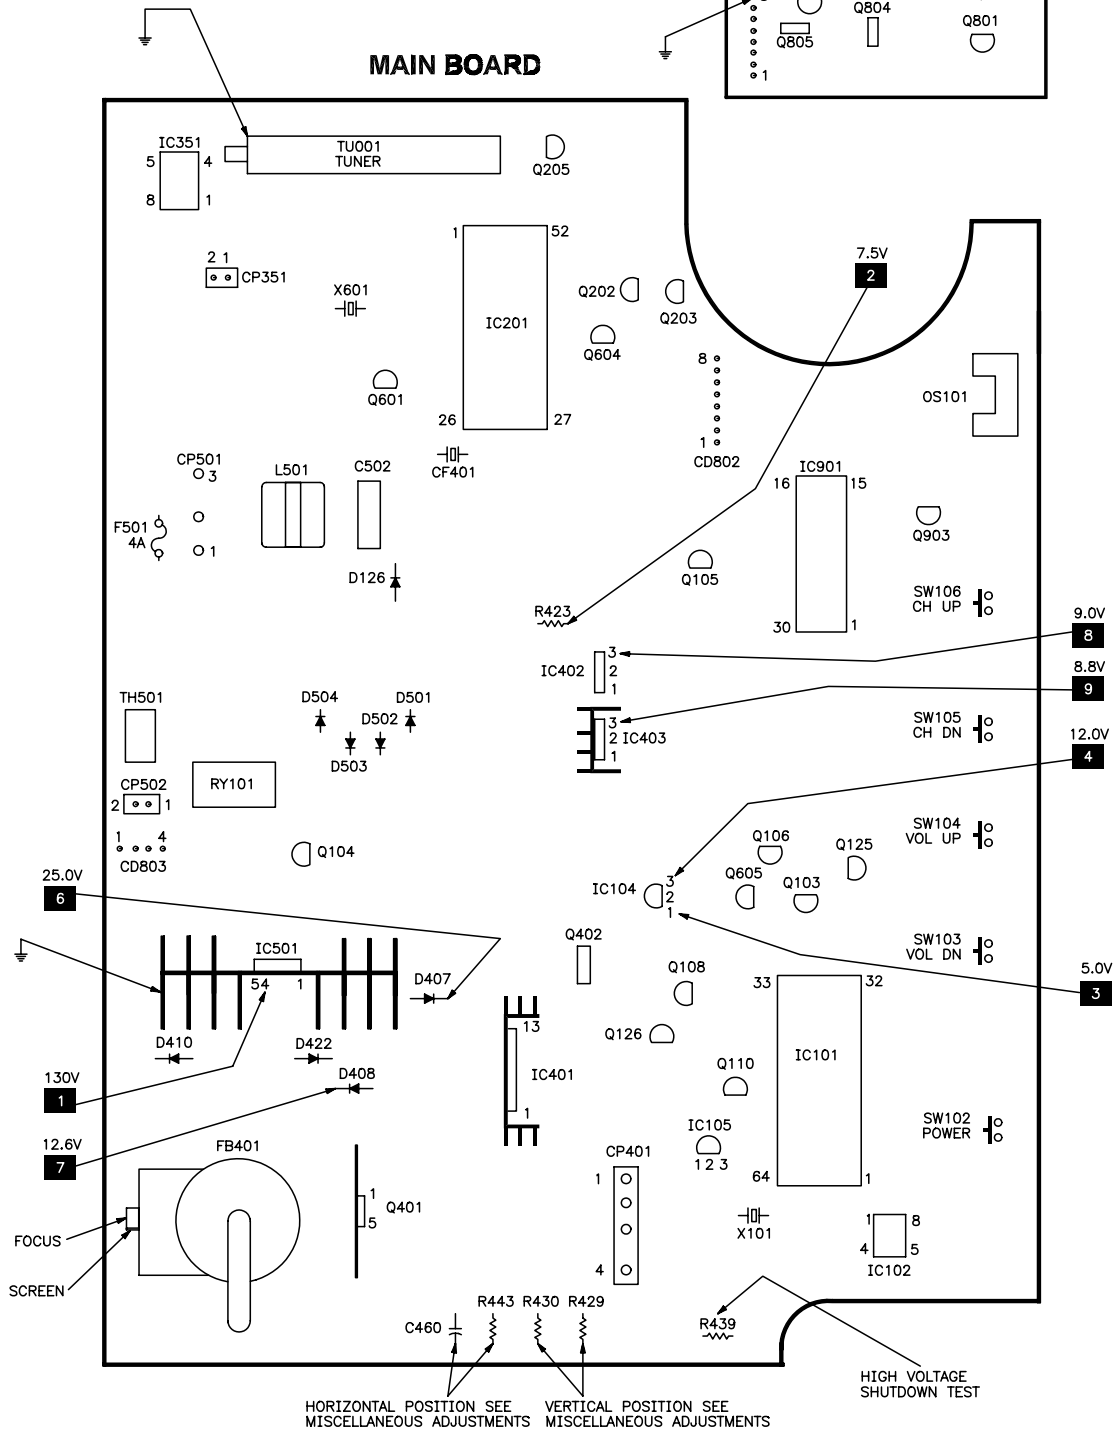 Q804
Q801
Q805
1
MAIN BOARD
IC351
5 4
8 1
TU001
TUNER
Q205
1 52
IC201
26 27
2 1
CP351
X601
Q202
Q203
Q604
7.5V
2
Q601
8
1
CD802
OS101
CF401
CP501
3
1
L501
C502
F501
4A
IC901
16 15
30 1
Q903
D126
Q105
R423
SW106
CH UP
9.0V
8
IC402
3
2
1
8.8V
9
TH501
D504
D501
D502
D503
3
2
1
IC403
SW105
CH DN
12.0V
4
CP502
2 1
RY101
1 4
CD803
Q104
SW104
VOL UP
Q106
Q125
Q605
Q103
IC104
3
2
1
25.0V
6
IC501
54 1
D407
Q402
Q108
SW103
VOL DN
5.0V
3
33 32
IC101
64 1
D410
D422
13
IC401
1
Q126
Q110
D408
130V
1
12.6V
7
IC105
1 2 3
SW102
POWER
FB401
1
5
Q401
CP401
1
4
X101
1 8
4 5
IC102
FOCUS
SCREEN
C460
R443
R430
R429
R439
HIGH VOLTAGE
SHUTDOWN TEST
HORIZONTAL POSITION SEE
MISCELLANEOUS ADJUSTMENTS
VERTICAL POSITION SEE
MISCELLANEOUS ADJUSTMENTS